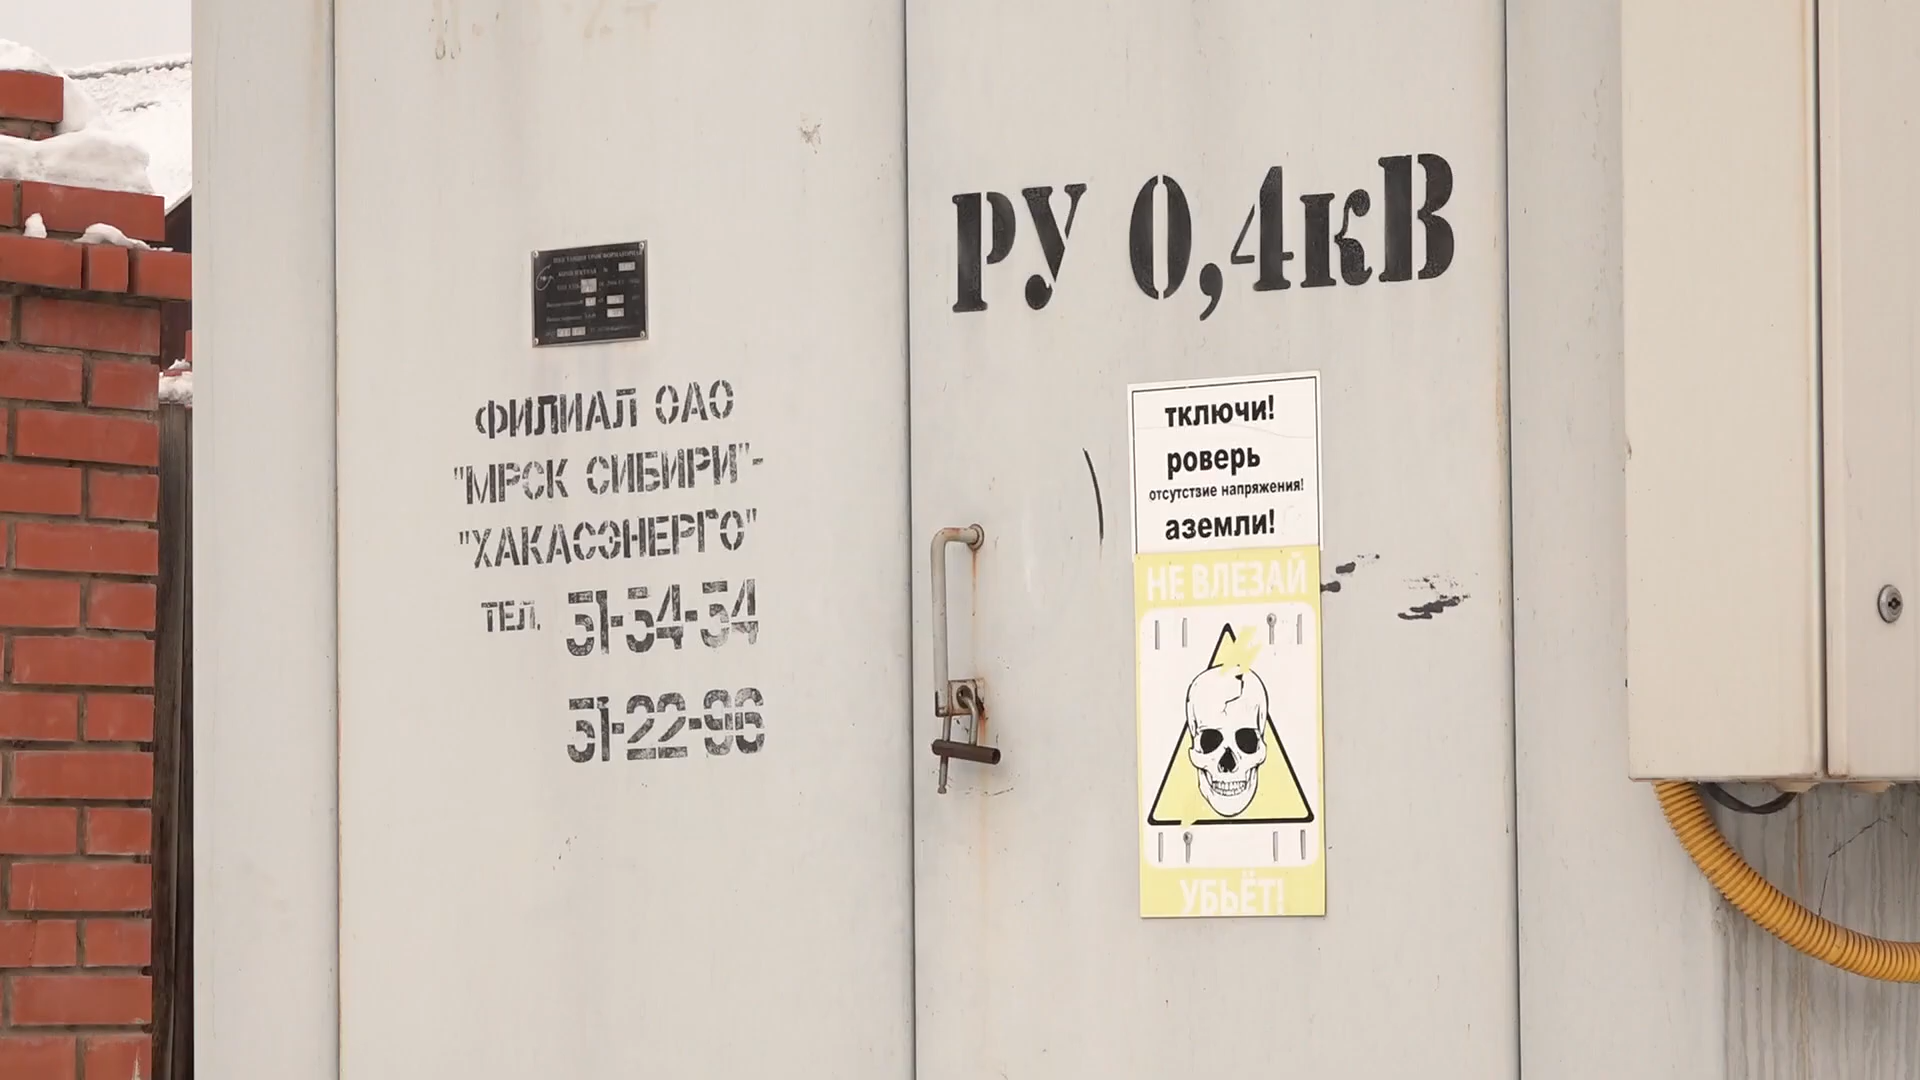 ФИЛИАЛ ОАО
"МРСК СИБИРИ"-
"ХАКАСЭНЕРГО"
ТЕЛ. 51-54-54
51-22-96
РУ 0,4кВ
тключи!
роверь
отсутствие напряжения!
аземли!
НЕ ВЛЕЗАЙ
УБЬЁТ!